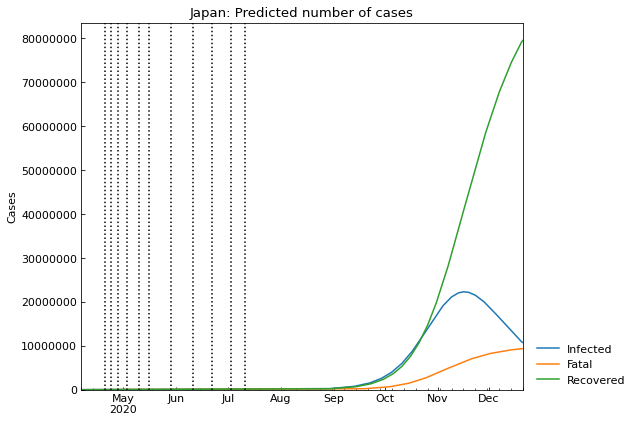 Japan: Predicted number of cases
80000000
70000000
60000000
50000000
40000000
30000000
20000000
10000000
0
Cases
May Jun Jul Aug Sep Oct Nov Dec
2020
Infected
Fatal
Recovered